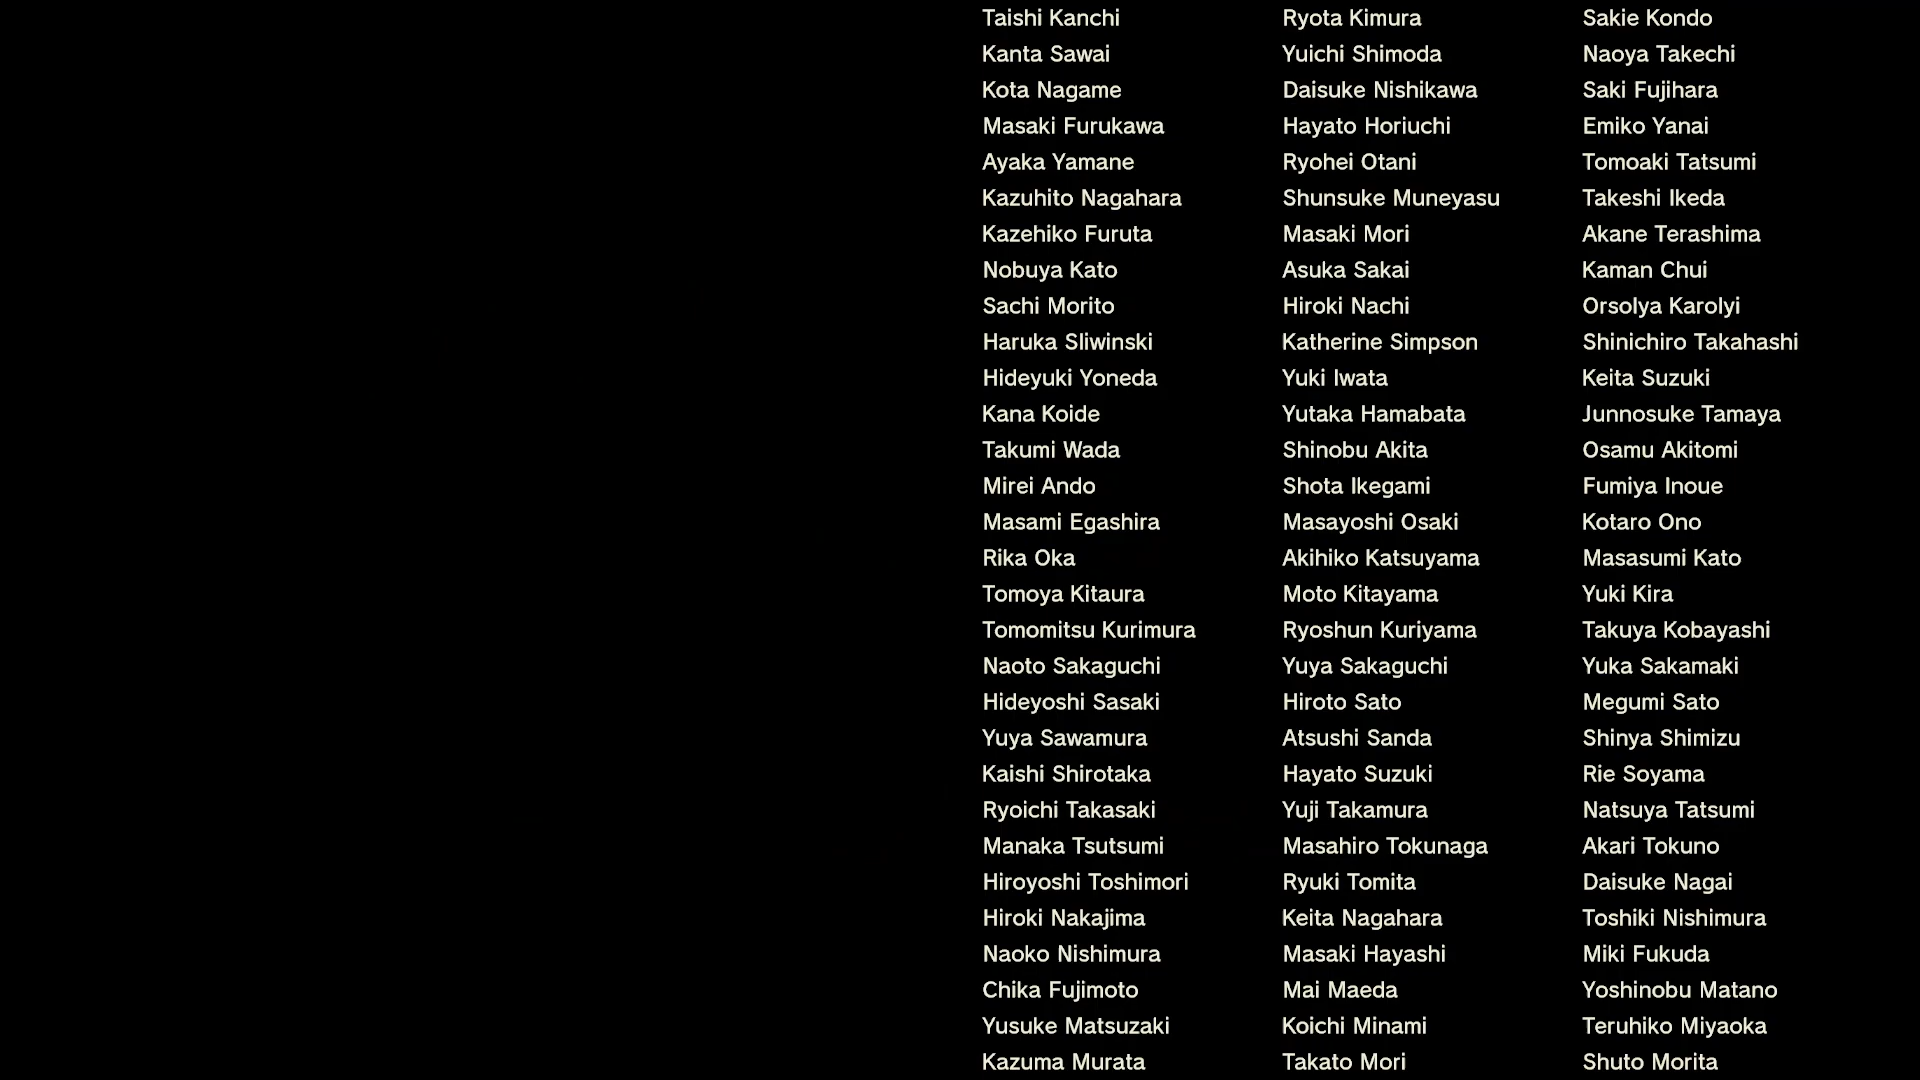 Taishi Kanchi Ryota Kimura Sakie Kondo
Kanta Sawai Yuichi Shimoda Naoya Takechi
Kota Nagame Daisuke Nishikawa Saki Fujihara
Masaki Furukawa Hayato Horiuchi Emiko Yanai
Ayaka Yamane Ryohei Otani Tomoaki Tatsumi
Kazuhito Nagahara Shunsuke Muneyasu Takeshi Ikeda
Kazehiko Furuta Masaki Mori Akane Terashima
Nobuya Kato Asuka Sakai Kaman Chui
Sachi Morito Hiroki Nachi Orsolya Karolyi
Haruka Sliwinski Katherine Simpson Shinichiro Takahashi
Hideyuki Yoneda Yuki Iwata Keita Suzuki
Kana Koide Yutaka Hamabata Junnosuke Tamaya
Takumi Wada Shinobu Akita Osamu Akitomi
Mirei Ando Shota Ikegami Fumiya Inoue
Masami Egashira Masayoshi Osaki Kotaro Ono
Rika Oka Akihiko Katsuyama Masasumi Kato
Tomoya Kitaura Moto Kitayama Yuki Kira
Tomomitsu Kurimura Ryoshun Kuriyama Takuya Kobayashi
Naoto Sakaguchi Yuya Sakaguchi Yuka Sakamaki
Hideyoshi Sasaki Hiroto Sato Megumi Sato
Yuya Sawamura Atsushi Sanda Shinya Shimizu
Kaishi Shirotaka Hayato Suzuki Rie Soyama
Ryoichi Takasaki Yuji Takamura Natsuya Tatsumi
Manaka Tsutsumi Masahiro Tokunaga Akari Tokuno
Hiroyoshi Toshimori Ryuki Tomita Daisuke Nagai
Hiroki Nakajima Keita Nagahara Toshiki Nishimura
Naoko Nishimura Masaki Hayashi Miki Fukuda
Chika Fujimoto Mai Maeda Yoshinobu Matano
Yusuke Matsuzaki Koichi Minami Teruhiko Miyaoka
Kazuma Murata Takato Mori Shuto Morita